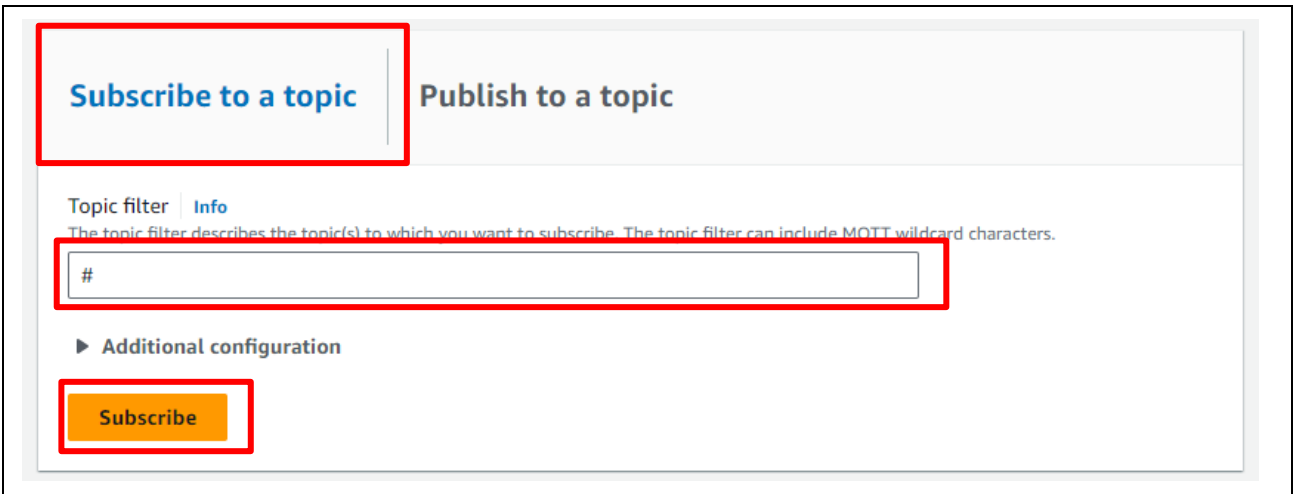 Subscribe to a topic
Publish to a topic
Topic filter
Info
The topic filter describes the topic(s) to which you want to subscribe. The topic filter can include MQTT wildcard characters.
#
Additional configuration
Subscribe